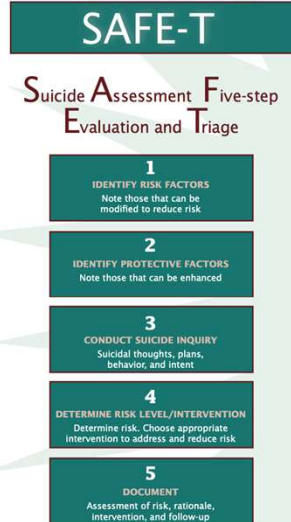 SAFE-T
Suicide Assessment Five-step
Evaluation and Triage
1
IDENTIFY RISK FACTORS
Note those that can be
modified to reduce risk
2
IDENTIFY PROTECTIVE FACTORS
Note those that can be enhanced
3
CONDUCT SUICIDE INQUIRY
Suicidal thoughts, plans,
behavior, and intent
4
DETERMINE RISK LEVEL/INTERVENTION
Determine risk. Choose appropriate
intervention to address and reduce risk
5
DOCUMENT
Assessment of risk, rationale,
intervention, and follow-up